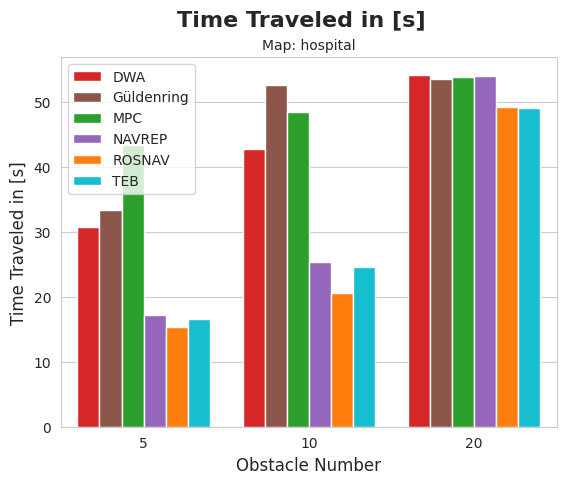 Time Traveled in [s]
Map: hospital
DWA
Güldenring
MPC
NAVREP
ROSNAV
TEB
Time Traveled in [s]
50
40
30
20
10
0
5 10 20
Obstacle Number